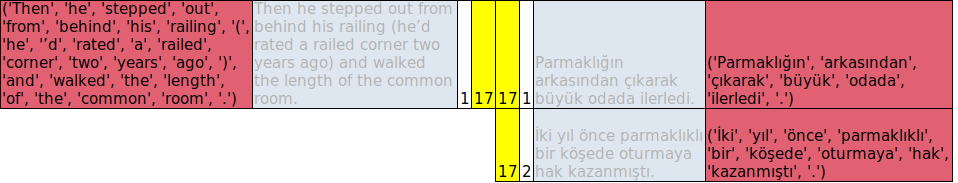 ('Then', 'he', 'stepped', 'out',
'from', 'behind', 'his', 'railing', '(',
'he', '’d', 'rated', 'a', 'railed',
'corner', 'two', 'years', 'ago', ')',
'and', 'walked', 'the', 'length',
'of', 'the', 'common', 'room', '.')
Then he stepped out from
behind his railing (he’d
rated a railed corner two
years ago) and walked
the length of the common
room.
1
17
17
1
Parmaklığın
arkasından çıkarak
büyük odada ilerledi.
('Parmaklığın', 'arkasından',
'çıkarak', 'büyük', 'odada',
'ilerledi', '.')
17
2
İki yıl önce parmaklıklı
bir köşede oturmaya
hak kazanmıştı.
('İki', 'yıl', 'önce', 'parmaklıklı',
'bir', 'köşede', 'oturmaya', 'hak',
'kazanmıştı', '.')